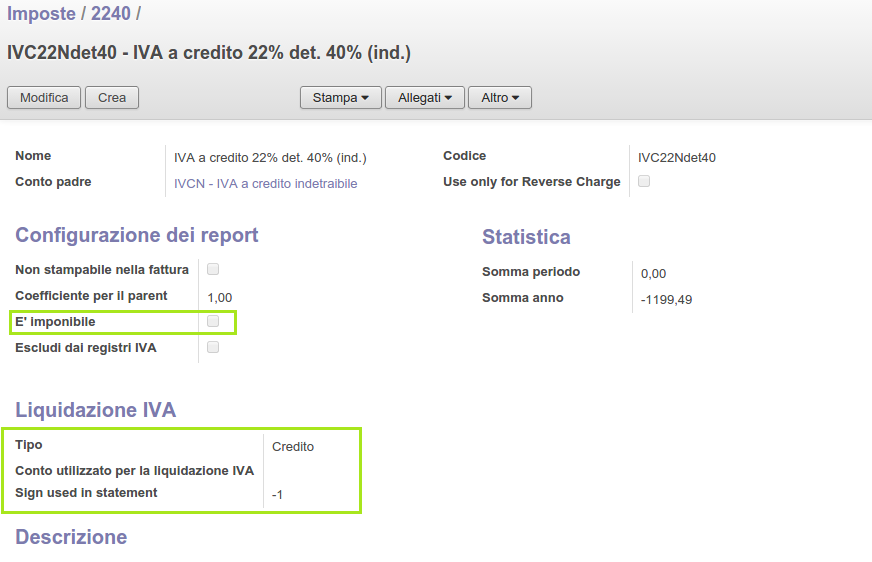 Imposte / 2240 /
IVC22Ndet40 - IVA a credito 22% det. 40% (ind.)
Modifica Crea Stampa Allegati Altro
Nome IVA a credito 22% det. 40% (ind.) Codice IVC22Ndet40
Conto padre IVCN - IVA a credito indetraibile Use only for Reverse Charge
Configurazione dei report Statistica
Non stampabile nella fattura Somma periodo 0,00
Coefficiente per il parent 1,00 Somma anno -1199,49
E' imponibile
Escludi dai registri IVA
Liquidazione IVA
Tipo Credito
Conto utilizzato per la liquidazione IVA
Sign used in statement -1
Descrizione